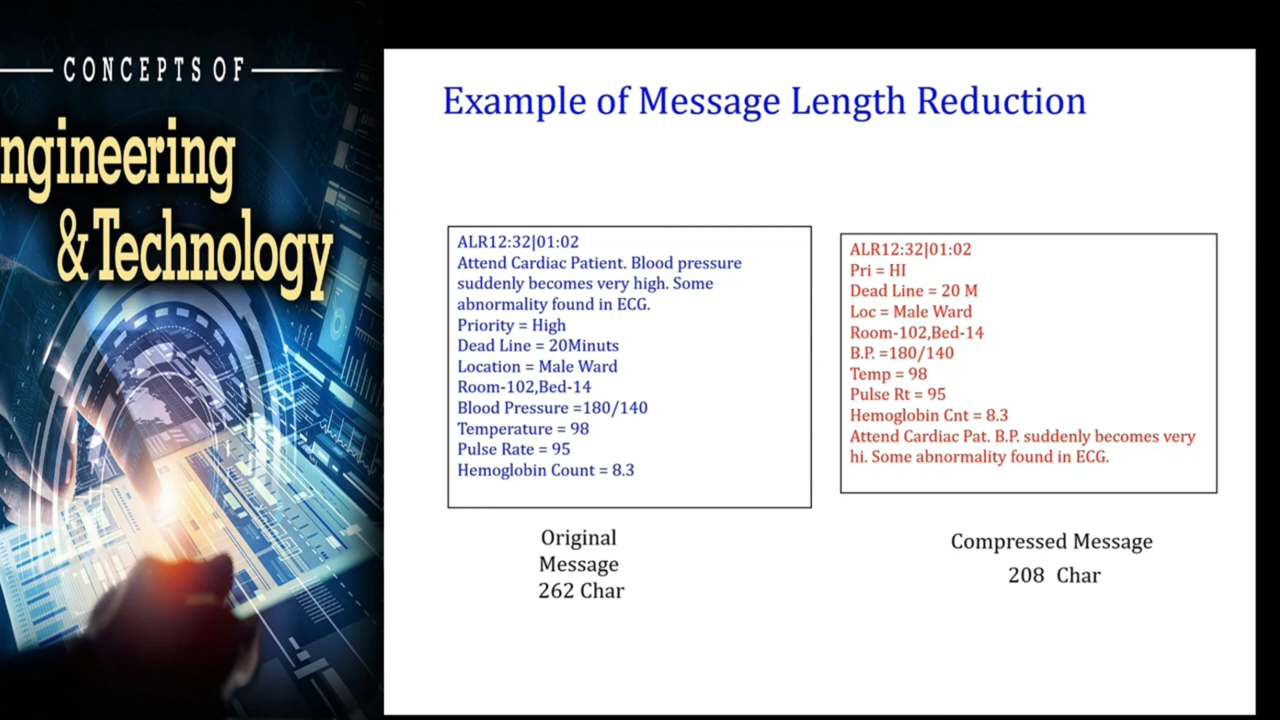 CONCEPTS OF
ngineering
& Technology
Example of Message Length Reduction
ALR12:32|01:02
Attend Cardiac Patient. Blood pressure
suddenly becomes very high. Some
abnormality found in ECG.
Priority = High
Dead Line = 20Minuts
Location = Male Ward
Room-102,Bed-14
Blood Pressure =180/140
Temperature = 98
Pulse Rate = 95
Hemoglobin Count = 8.3
Original
Message
262 Char
ALR12:32|01:02
Pri = HI
Dead Line = 20 M
Loc = Male Ward
Room-102,Bed-14
B.P. =180/140
Temp = 98
Pulse Rt = 95
Hemoglobin Cnt = 8.3
Attend Cardiac Pat. B.P. suddenly becomes very
hi. Some abnormality found in ECG.
Compressed Message
208 Char